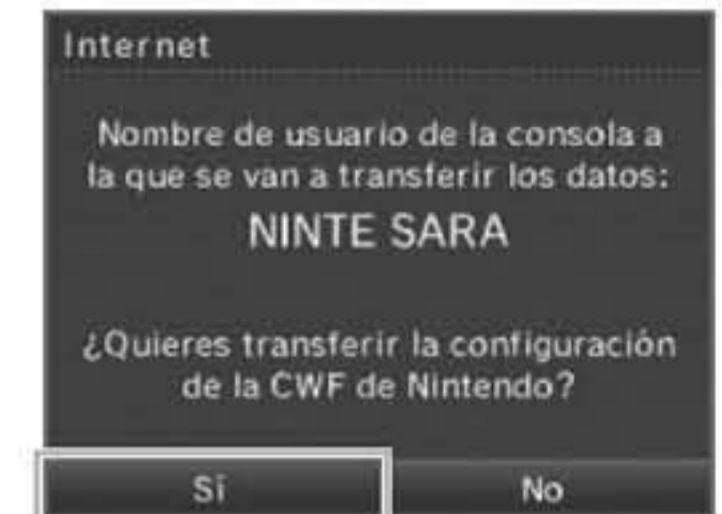 Internet
Nombre de usuario de la consola a
la que se van a transferir los datos:
NINTE SARA
¿Quieres transferir la configuración
de la CWF de Nintendo?
Sí
No